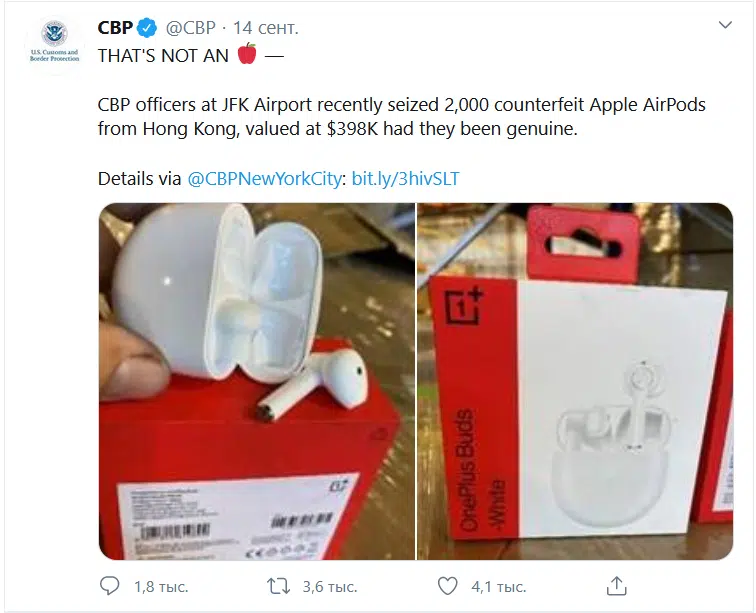 U.S. Customs and
Border Protection
CBP @CBP · 14 сент.
THAT'S NOT AN 🍎 —
CBP officers at JFK Airport recently seized 2,000 counterfeit Apple AirPods
from Hong Kong, valued at $398K had they been genuine.
Details via @CBPNewYorkCity: bit.ly/3hivSLT
1+
OnePlus Buds
-White
1,8 тыс.
3,6 тыс.
4,1 тыс.